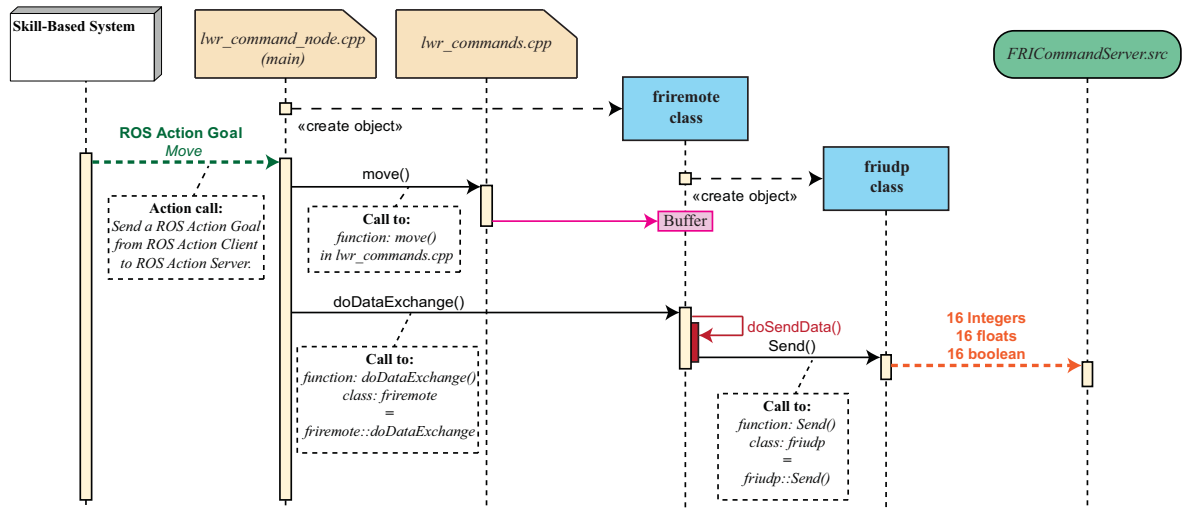 Skill-Based System
lwr_command_node.cpp
(main)
lwr_commands.cpp
FRICommandServer.src
friremote
class
«create object»
ROS Action Goal
Move
friudp
class
«create object»
move()
Action call:
Send a ROS Action Goal
from ROS Action Client
to ROS Action Server.
Call to:
function: move()
in lwr_commands.cpp
Buffer
doDataExchange()
doSendData()
Send()
16 Integers
16 floats
16 boolean
Call to:
function: doDataExchange()
class: friremote
=
friremote::doDataExchange
Call to:
function: Send()
class: friudp
=
friudp::Send()